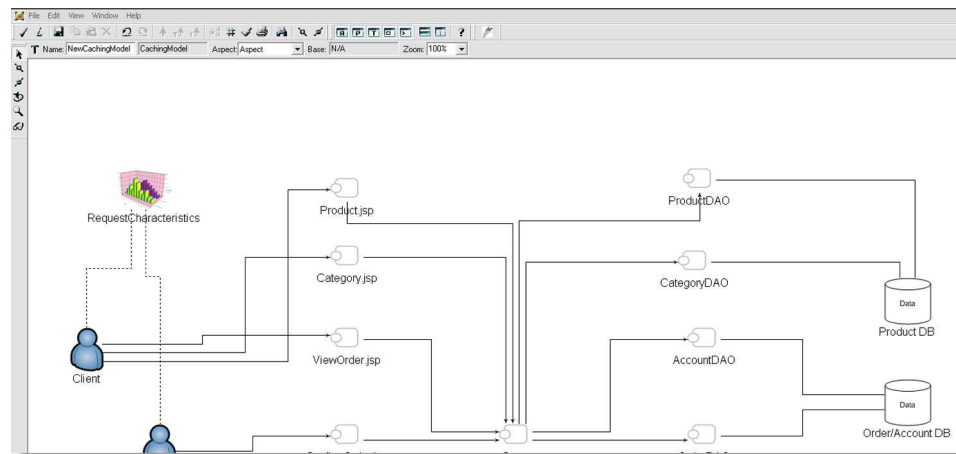 File Edit View Window Help
Name: NewCachingModel CachingModel Aspect: Aspect Base: N/A Zoom: 100%
RequestCharacteristics
Product.jsp
ProductDAO
Category.jsp
CategoryDAO
Data
Product DB
ViewOrder.jsp
AccountDAO
Client
Data
Order/Account DB